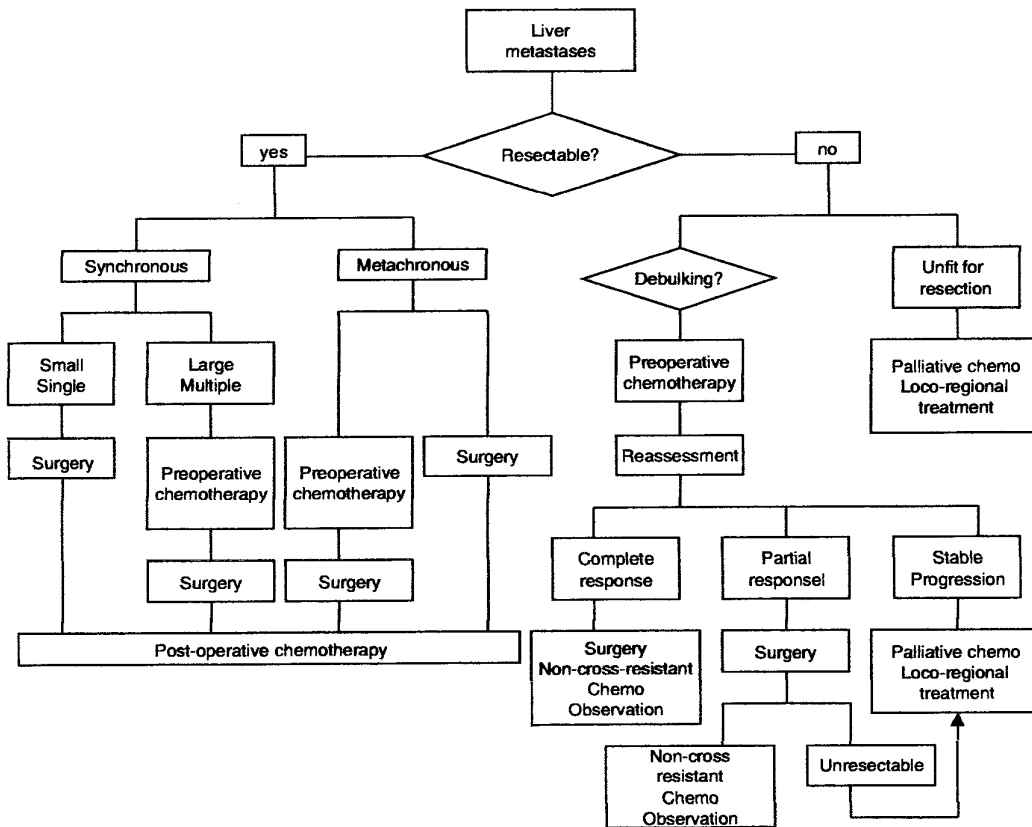 Liver
metastases
Resectable?
yes
no
Synchronous
Metachronous
Debulking?
Unfit for
resection
Small
Single
Large
Multiple
Preoperative
chemotherapy
Palliative chemo
Loco-regional
treatment
Surgery
Preoperative
chemotherapy
Preoperative
chemotherapy
Surgery
Reassessment
Surgery
Surgery
Complete
response
Partial
responsel
Stable
Progression
Post-operative chemotherapy
Surgery
Non-cross-resistant
Chemo
Observation
Surgery
Palliative chemo
Loco-regional
treatment
Non-cross
resistant
Chemo
Observation
Unresectable